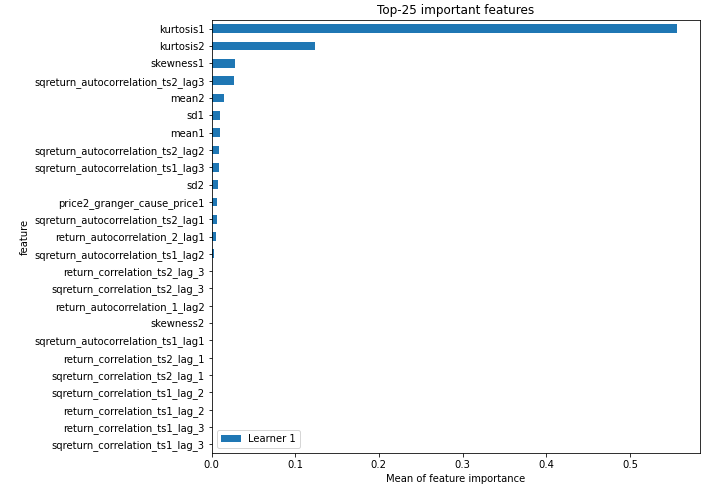 Top-25 important features
kurtosis1
kurtosis2
skewness1
sqreturn_autocorrelation_ts2_lag3
mean2
sd1
mean1
sqreturn_autocorrelation_ts2_lag2
sqreturn_autocorrelation_ts1_lag3
sd2
price2_granger_cause_price1
sqreturn_autocorrelation_ts2_lag1
return_autocorrelation_2_lag1
sqreturn_autocorrelation_ts1_lag2
return_correlation_ts2_lag_3
sqreturn_correlation_ts2_lag_3
return_autocorrelation_1_lag2
skewness2
sqreturn_autocorrelation_ts1_lag1
return_correlation_ts2_lag_1
sqreturn_correlation_ts2_lag_1
sqreturn_correlation_ts1_lag_2
return_correlation_ts1_lag_2
return_correlation_ts1_lag_3
sqreturn_correlation_ts1_lag_3
feature
Learner 1
0.0 0.1 0.2 0.3 0.4 0.5
Mean of feature importance